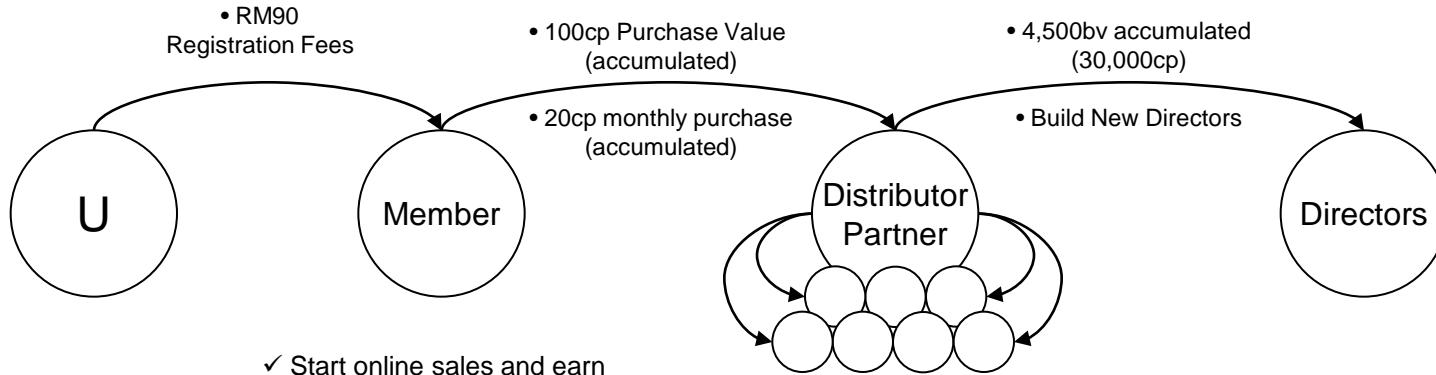 • RM90
Registration Fees
• 100cp Purchase Value
(accumulated)
• 20cp monthly purchase
(accumulated)
• 4,500bv accumulated
(30,000cp)
• Build New Directors
U
Member
Distributor
Partner
Directors
✓ Start online sales and earn